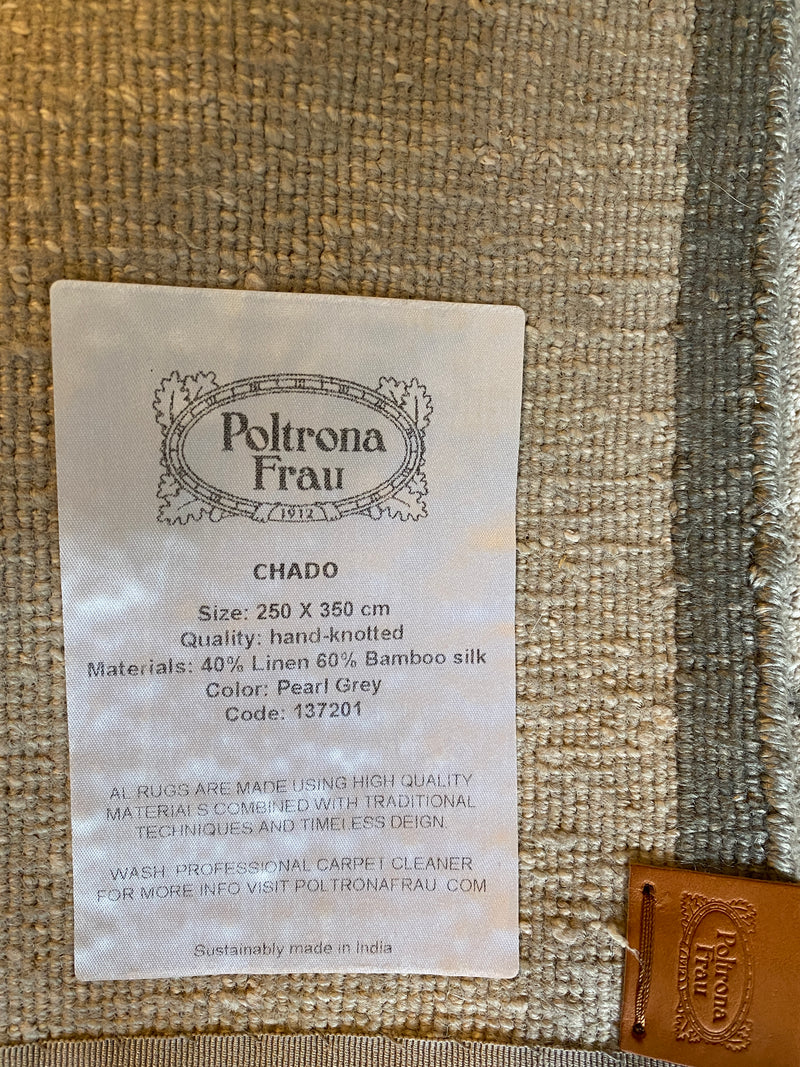 Poltrona
Frau
1912
CHADO
Size: 250 X 350 cm
Quality: hand-knotted
Materials: 40% Linen 60% Bamboo silk
Color: Pearl Grey
Code: 137201
AL RUGS ARE MADE USING HIGH QUALITY
MATERIALS COMBINED WITH TRADITIONAL
TECHNIQUES AND TIMELESS DEIGN.
WASH PROFESSIONAL CARPET CLEANER
FOR MORE INFO VISIT POLTRONAFRAU COM
Sustainably made in India
Poltrona
Frau
1912